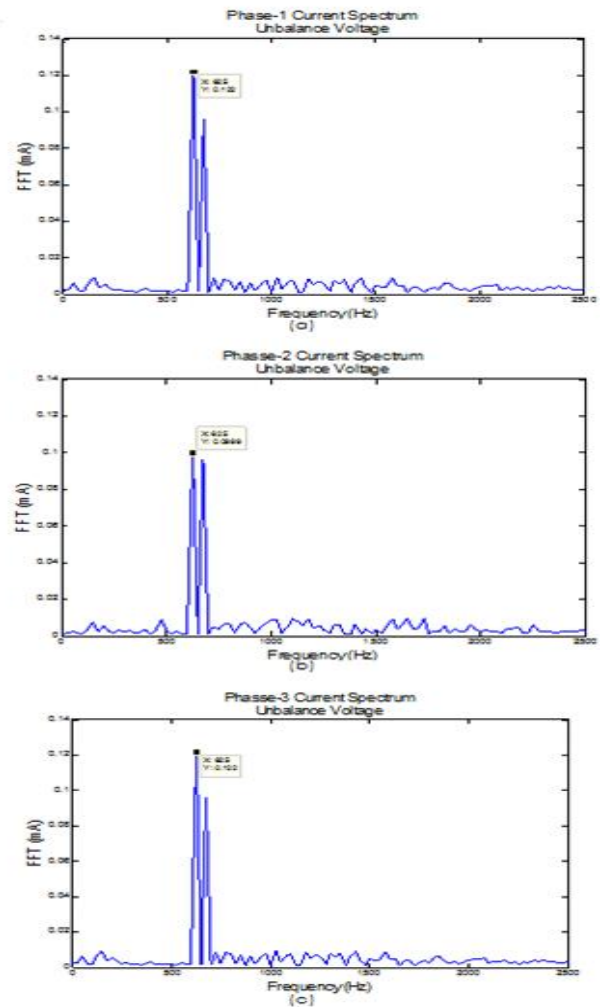 Phase-1 Current Spectrum
Unbalance Voltage
0.14
0.12
0.1
0.08
0.06
0.04
0.02
0
FFT (mA)
0 500 1000 1500 2000 2500
Frequency(Hz)
Phasse-2 Current Spectrum
Unbalance Voltage
0.14
0.12
0.1
0.08
0.06
0.04
0.02
0
FFT (mA)
0 500 1000 1500 2000 2500
Frequency(Hz)
(b)
Phasse-3 Current Spectrum
Unbalance Voltage
0.14
0.12
0.1
0.08
0.06
0.04
0.02
0
FFT (mA)
0 500 1000 1500 2000 2500
Frequency(Hz)
(c)